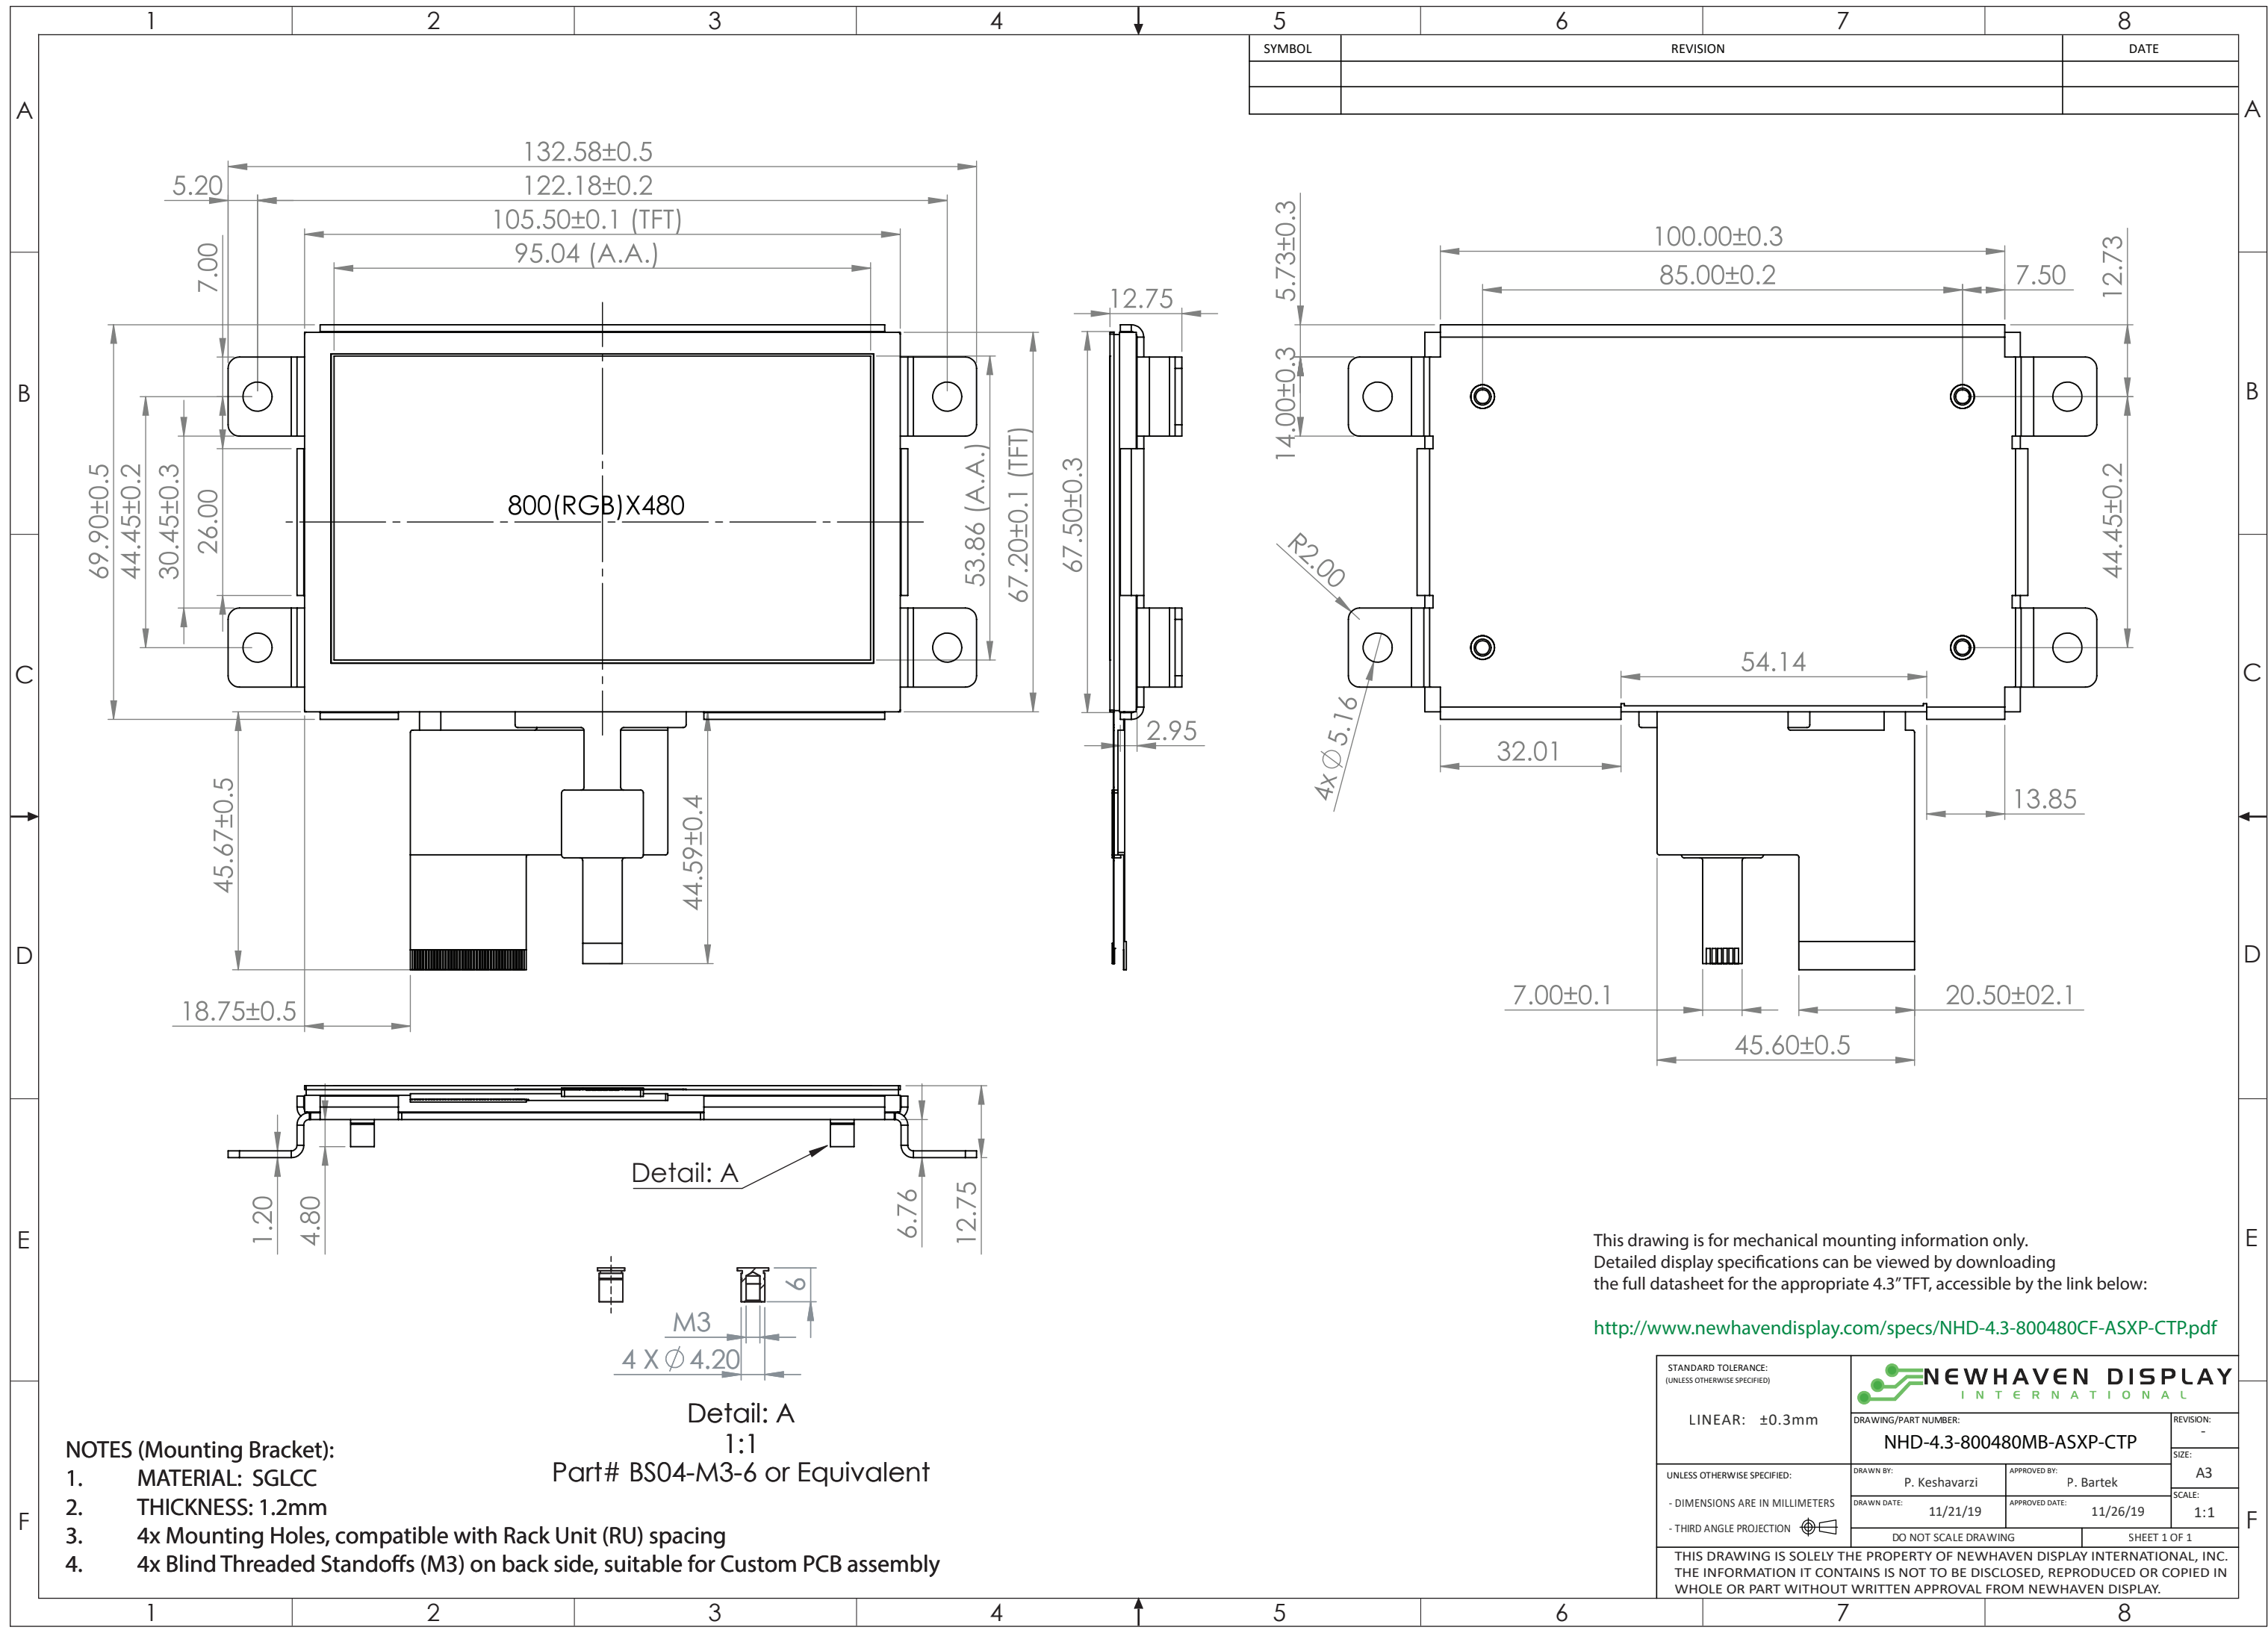 1 2 3 4 5 6 7 8
A
B
C
D
E
F
A
B
C
D
E
F
SYMBOL REVISION DATE
132.58±0.5
5.20
122.18±0.2
105.50±0.1 (TFT)
95.04 (A.A.)
7.00
69.90±0.5
44.45±0.2
30.45±0.3
26.00
800(RGB)X480
53.86 (A.A.)
67.20±0.1 (TFT)
45.67±0.5
44.59±0.4
18.75±0.5
12.75
67.50±0.3
2.95
5.73±0.3
14.00±0.3
100.00±0.3
85.00±0.2
7.50
12.73
44.45±0.2
R2.00
4x Ø 5.16
54.14
32.01
13.85
7.00±0.1
20.50±02.1
45.60±0.5
1.20
4.80
Detail: A
6.76
12.75
6
M3
4 X Ø 4.20
Detail: A
1:1
Part# BS04-M3-6 or Equivalent
NOTES (Mounting Bracket):
1. MATERIAL: SGLCC
2. THICKNESS: 1.2mm
3. 4x Mounting Holes, compatible with Rack Unit (RU) spacing
4. 4x Blind Threaded Standoffs (M3) on back side, suitable for Custom PCB assembly
This drawing is for mechanical mounting information only.
Detailed display specifications can be viewed by downloading
the full datasheet for the appropriate 4.3” TFT, accessible by the link below:
http://www.newhavendisplay.com/specs/NHD-4.3-800480CF-ASXP-CTP.pdf
STANDARD TOLERANCE:
(UNLESS OTHERWISE SPECIFIED)
LINEAR: ±0.3mm
NEWHAVEN DISPLAY
INTERNATIONAL
DRAWING/PART NUMBER:
NHD-4.3-800480MB-ASXP-CTP
REVISION:
-
SIZE:
A3
UNLESS OTHERWISE SPECIFIED:
- DIMENSIONS ARE IN MILLIMETERS
- THIRD ANGLE PROJECTION
DRAWN BY:
P. Keshavarzi
APPROVED BY:
P. Bartek
DRAWN DATE:
11/21/19
APPROVED DATE:
11/26/19
SCALE:
1:1
DO NOT SCALE DRAWING
SHEET 1 OF 1
THIS DRAWING IS SOLELY THE PROPERTY OF NEWHAVEN DISPLAY INTERNATIONAL, INC.
THE INFORMATION IT CONTAINS IS NOT TO BE DISCLOSED, REPRODUCED OR COPIED IN
WHOLE OR PART WITHOUT WRITTEN APPROVAL FROM NEWHAVEN DISPLAY.
1 2 3 4 5 6 7 8